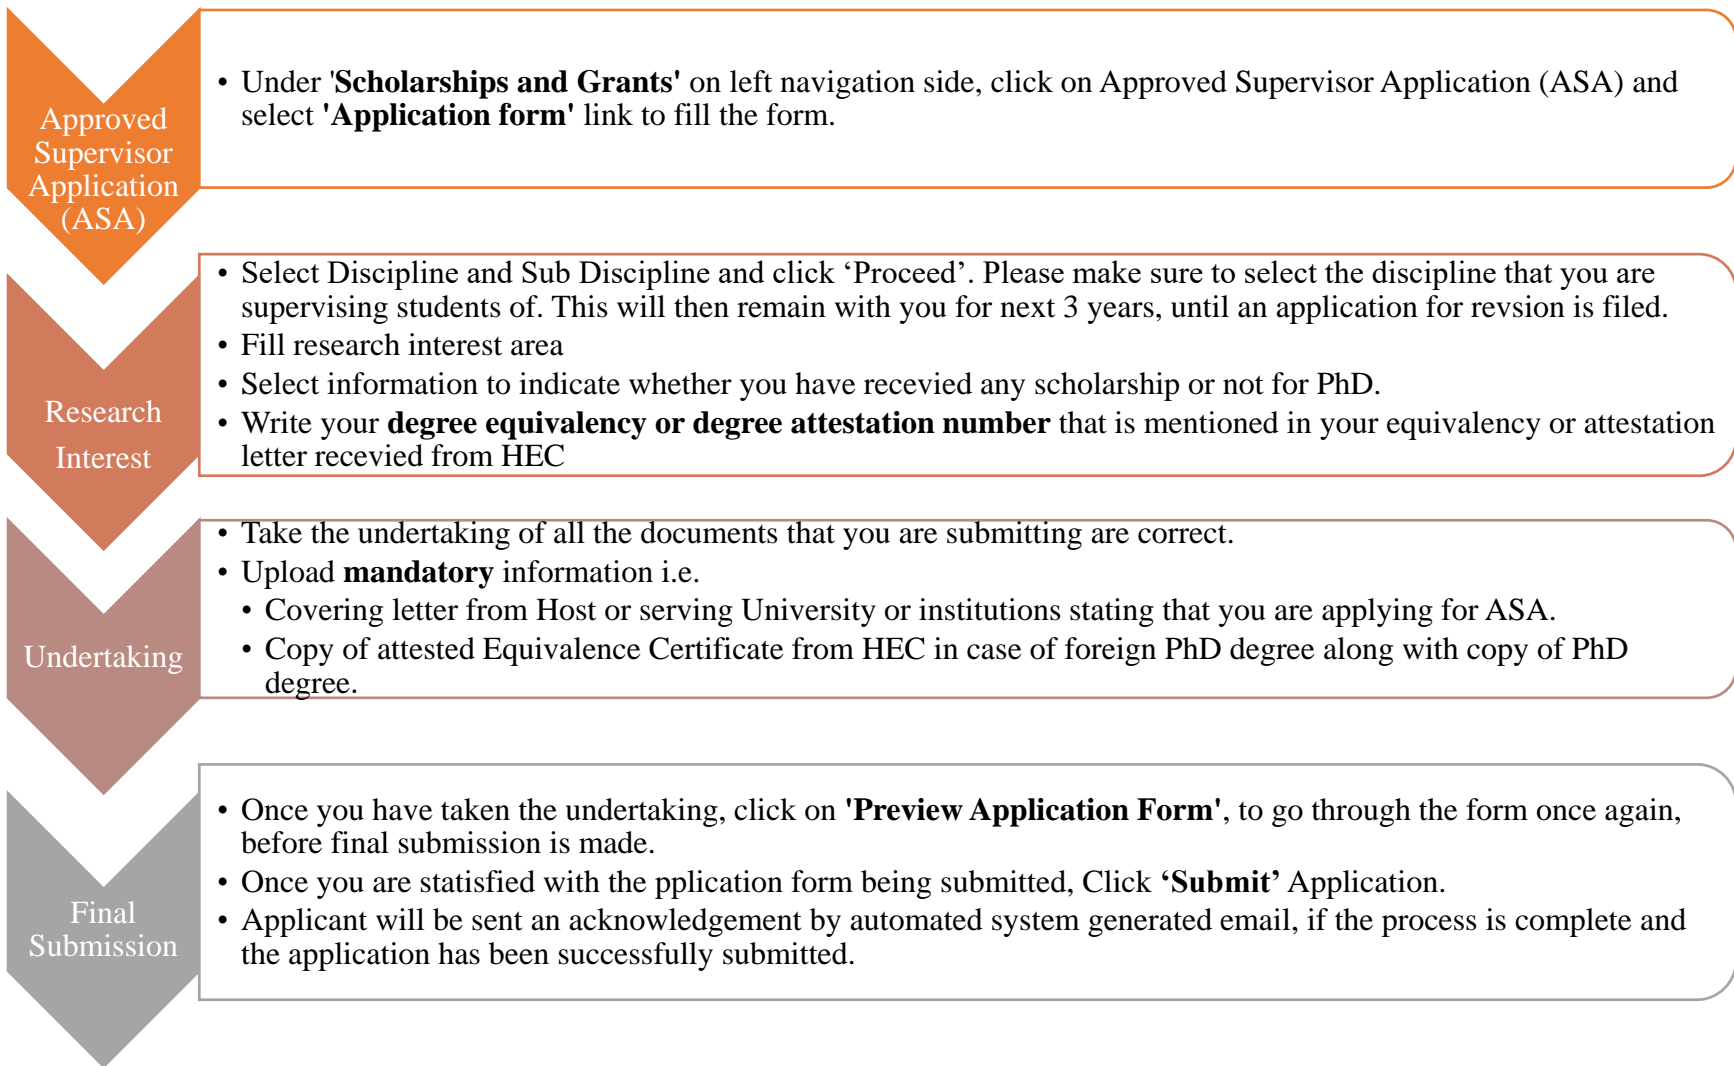 Approved
Supervisor
Application
(ASA)
• Under 'Scholarships and Grants' on left navigation side, click on Approved Supervisor Application (ASA) and
select 'Application form' link to fill the form.
Research
Interest
• Select Discipline and Sub Discipline and click ‘Proceed’. Please make sure to select the discipline that you are
supervising students of. This will then remain with you for next 3 years, until an application for revsion is filed.
• Fill research interest area
• Select information to indicate whether you have recevied any scholarship or not for PhD.
• Write your degree equivalency or degree attestation number that is mentioned in your equivalency or attestation
letter recevied from HEC
Undertaking
• Take the undertaking of all the documents that you are submitting are correct.
• Upload mandatory information i.e.
• Covering letter from Host or serving University or institutions stating that you are applying for ASA.
• Copy of attested Equivalence Certificate from HEC in case of foreign PhD degree along with copy of PhD
degree.
Final
Submission
• Once you have taken the undertaking, click on 'Preview Application Form', to go through the form once again,
before final submission is made.
• Once you are statisfied with the pplication form being submitted, Click ‘Submit’ Application.
• Applicant will be sent an acknowledgement by automated system generated email, if the process is complete and
the application has been successfully submitted.